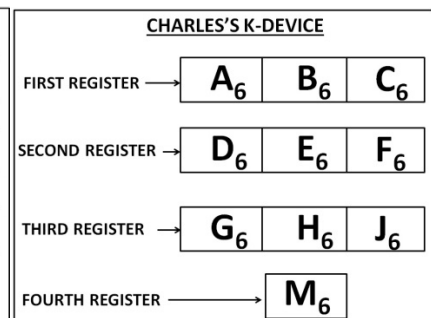 CHARLES'S K-DEVICE
FIRST REGISTER A₆ B₆ C₆
SECOND REGISTER D₆ E₆ F₆
THIRD REGISTER G₆ H₆ J₆
FOURTH REGISTER M₆